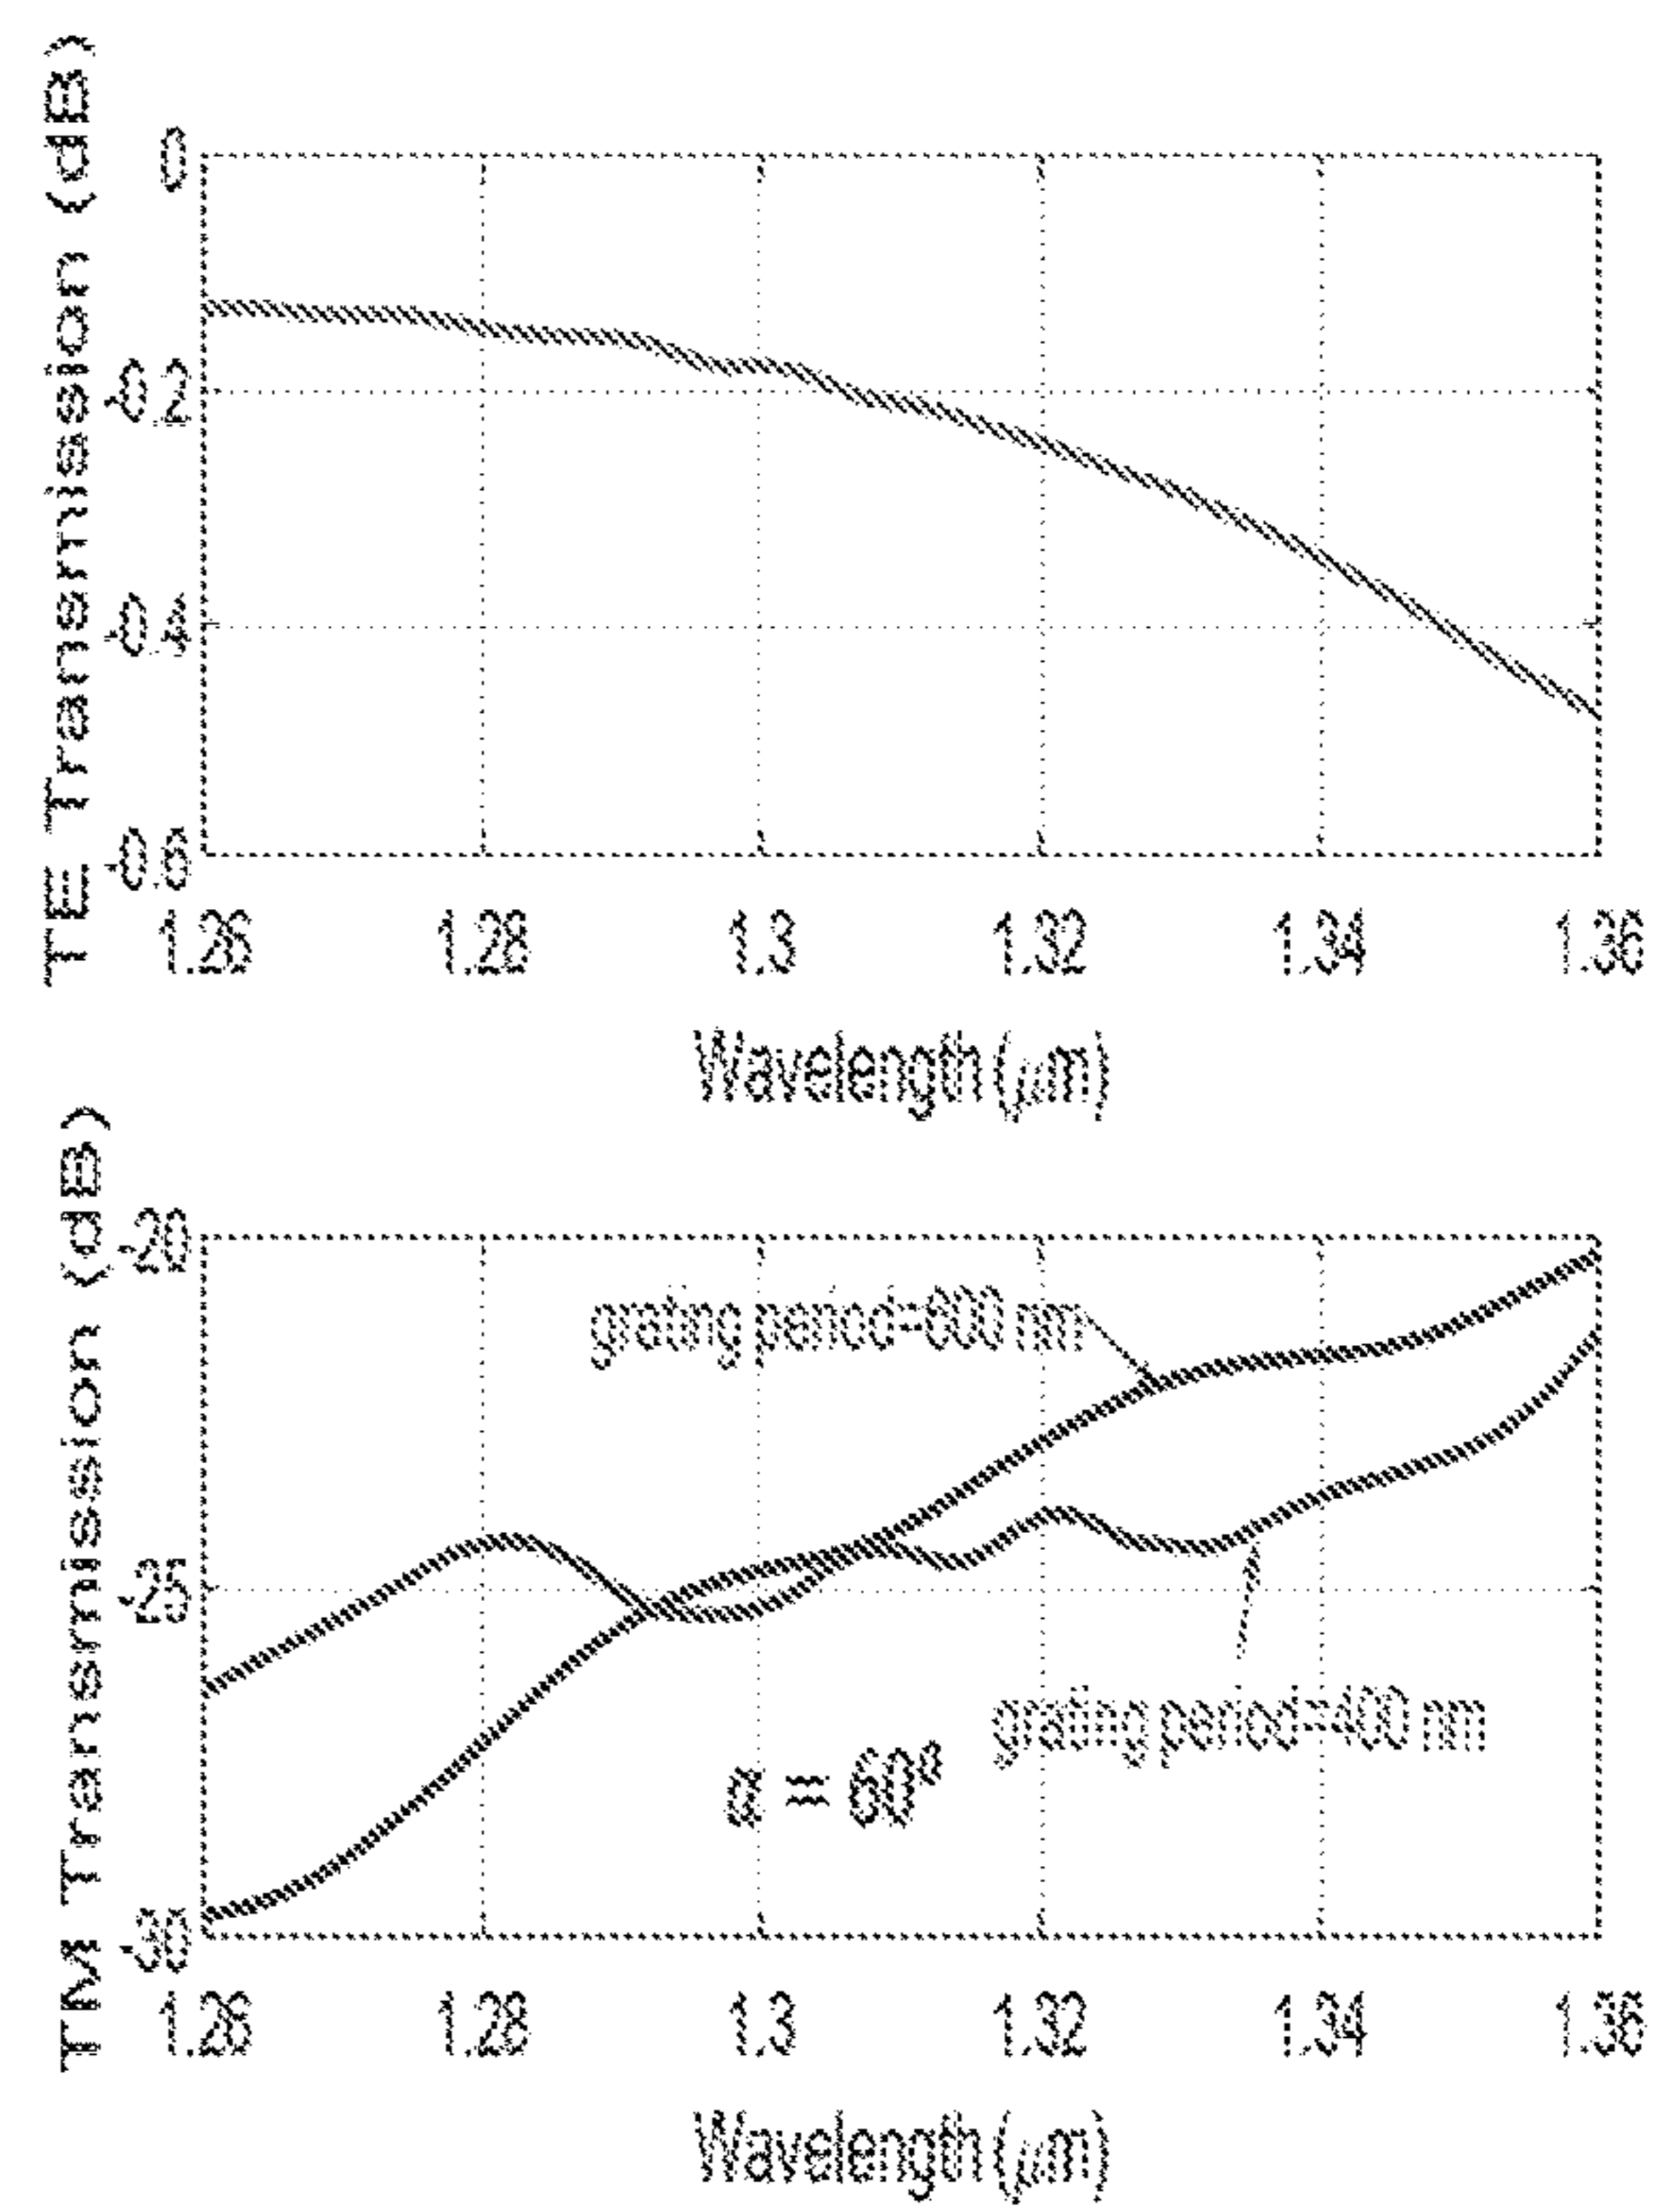 TE Transmission (dB)
0
-0.2
-0.4
-0.6
1.26 1.28 1.3 1.32 1.34 1.36
Wavelength (μm)
TM Transmission (dB)
-20
-25
-30
grating period=600 nm
grating period=400 nm
α = 60º
1.26 1.28 1.3 1.32 1.34 1.36
Wavelength (μm)